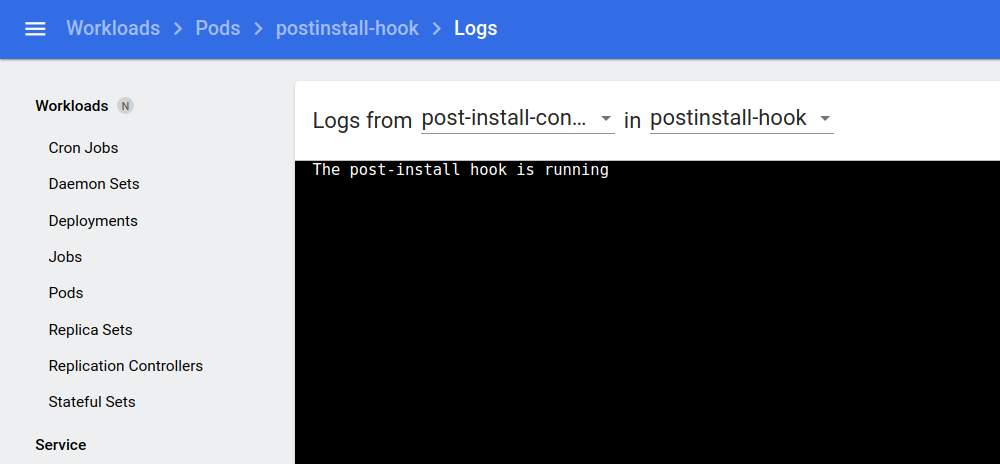 Workloads > Pods > postinstall-hook > Logs
Workloads N
Cron Jobs
Daemon Sets
Deployments
Jobs
Pods
Replica Sets
Replication Controllers
Stateful Sets
Service
Logs from post-install-con... in postinstall-hook
The post-install hook is running